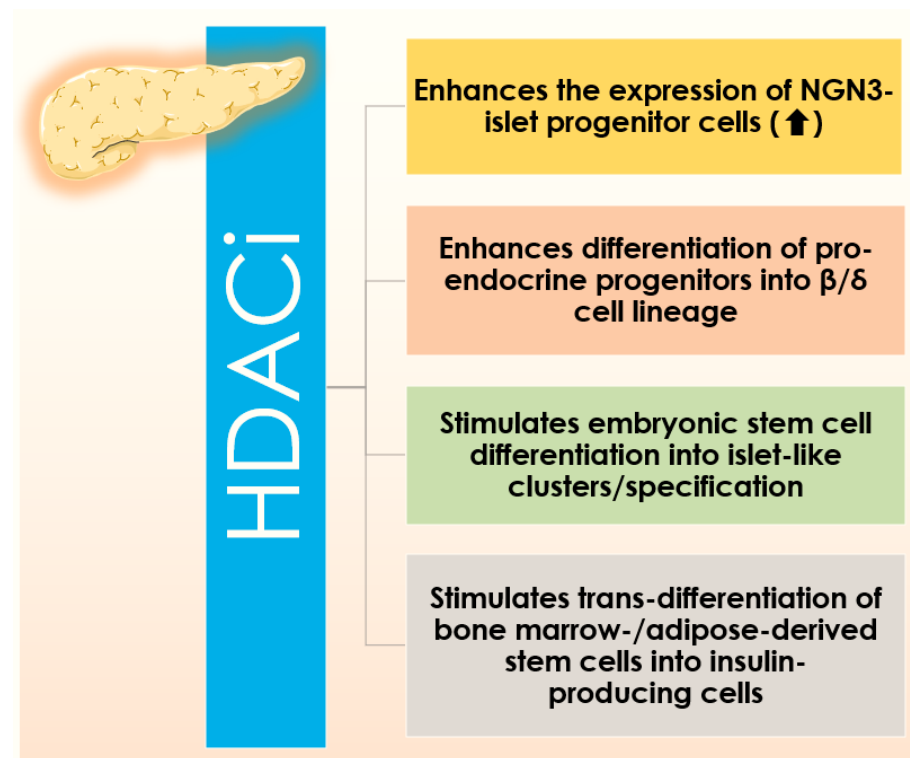 HDACi
Enhances the expression of NGN3-
islet progenitor cells (⬆)
Enhances differentiation of pro-
endocrine progenitors into β/δ
cell lineage
Stimulates embryonic stem cell
differentiation into islet-like
clusters/specification
Stimulates trans-differentiation of
bone marrow-/adipose-derived
stem cells into insulin-
producing cells